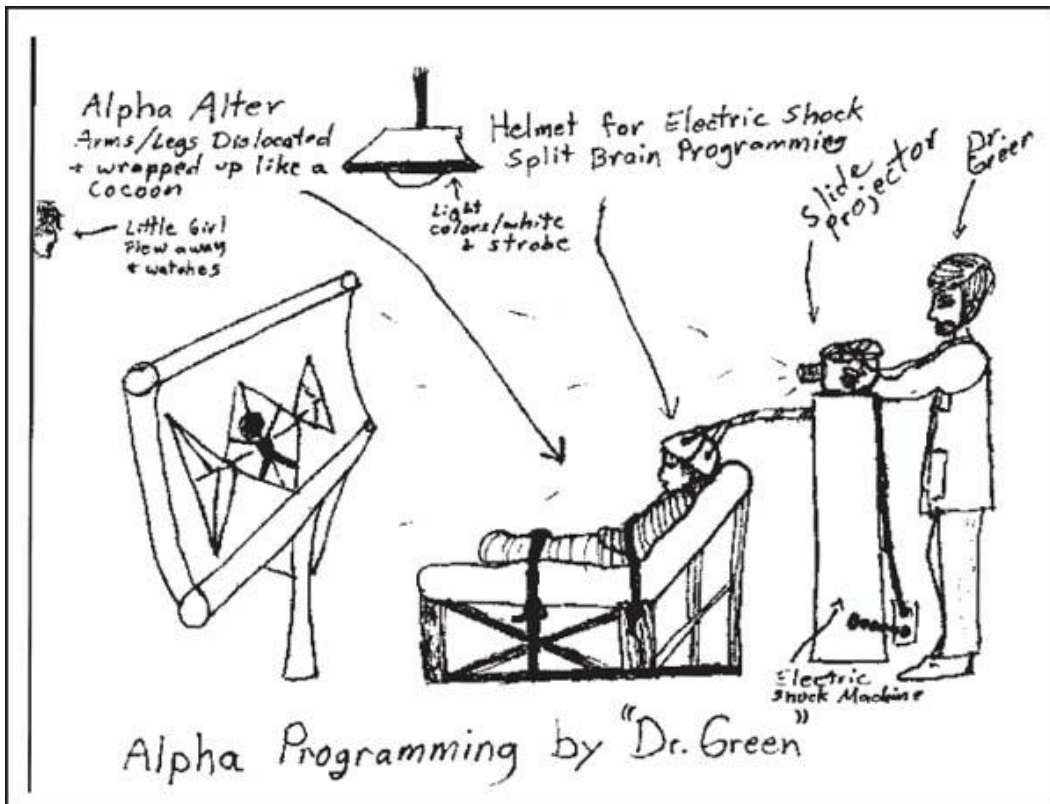 Alpha Alter
Arms/Legs Dislocated
+ wrapped up like a
Cocoon
Little Girl
Flew away
+ watches
Light
colors/white
& strobe
Helmet for Electric Shock
Split Brain Programming
Slide
projector
Dr.
Green
Electric
Shock Machine
Alpha Programming by "Dr. Green"